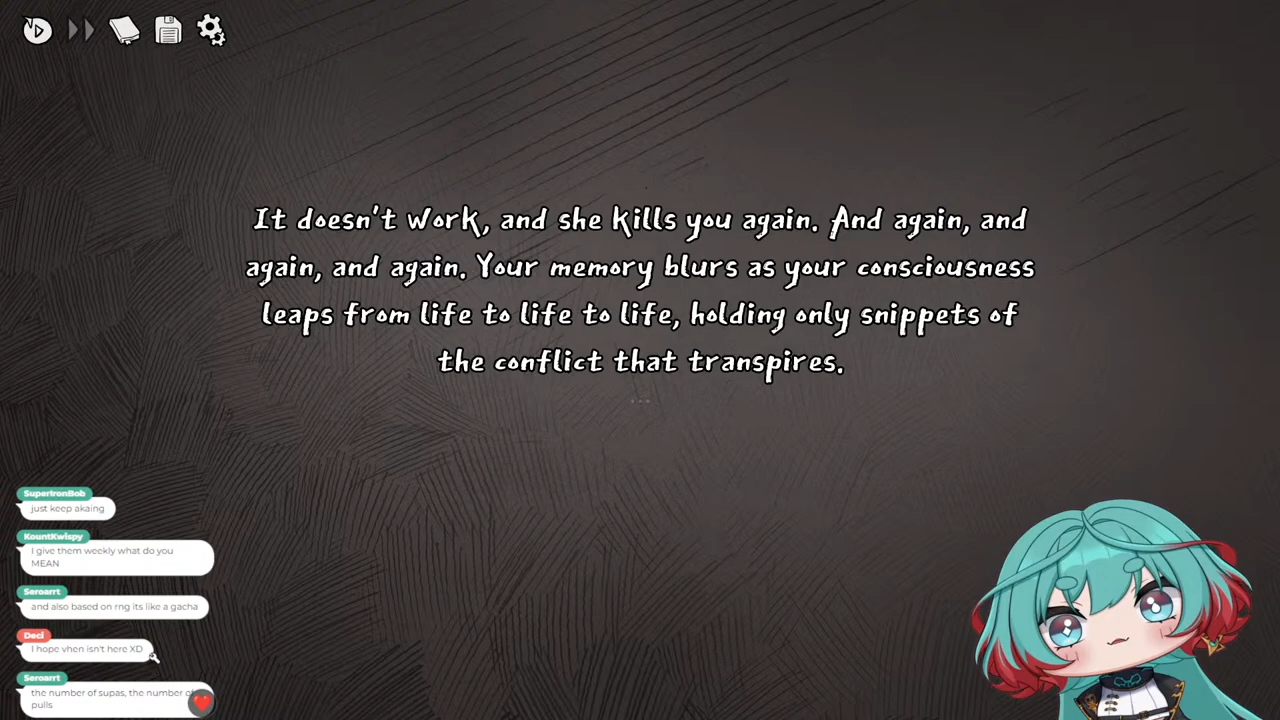 It doesn't work, and she kills you again. And again, and
again, and again. Your memory blurs as your consciousness
leaps from life to life to life, holding only snippets of
the conflict that transpires.
...
SuperIronBob
just keep akaing
KountKwispy
I give them weekly what do you
MEAN
Seroarrt
and also based on rng its like a gacha
Deci
I hope vhen isn't here XD
Seroarrt
the number of supas, the number of
pulls